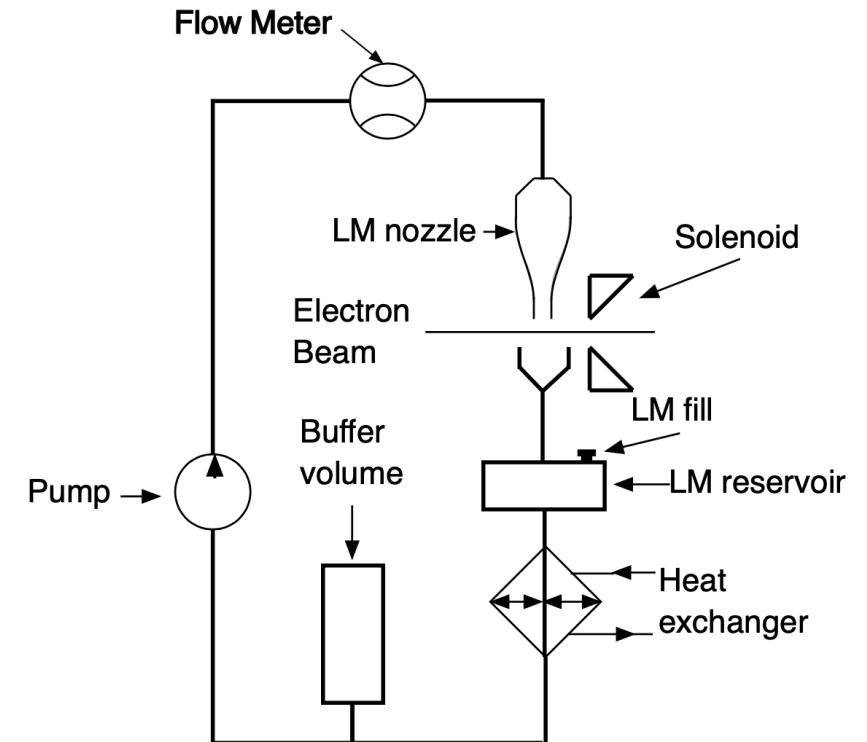 Flow Meter
LM nozzle
Solenoid
Electron
Beam
LM fill
Buffer
volume
Pump
LM reservoir
Heat
exchanger